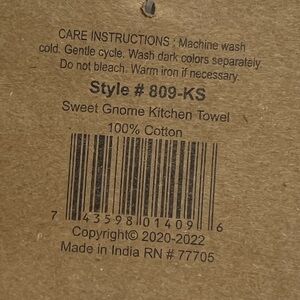 CARE INSTRUCTIONS : Machine wash
cold. Gentle cycle. Wash dark colors separately
Do not bleach. Warm iron if necessary.
Style # 809-KS
Sweet Gnome Kitchen Towel
100% Cotton
7 43598 01409 6
Copyright© 2020-2022
Made in India RN # 77705